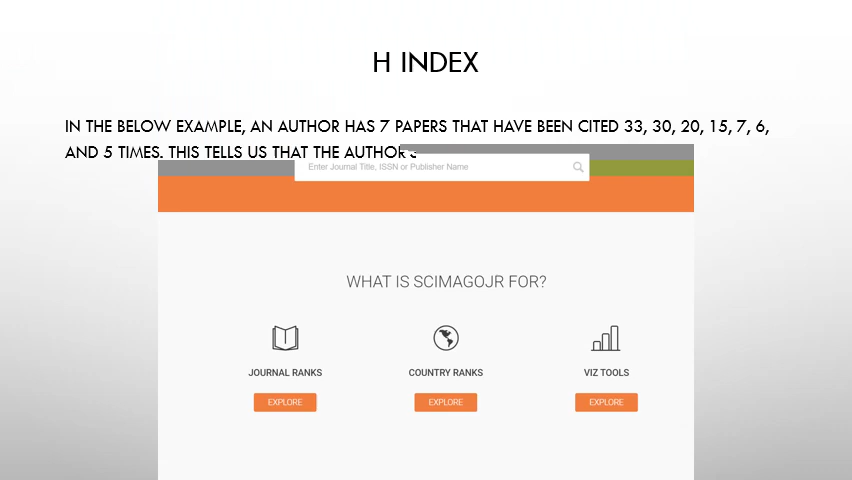 H INDEX
IN THE BELOW EXAMPLE, AN AUTHOR HAS 7 PAPERS THAT HAVE BEEN CITED 33, 30, 20, 15, 7, 6,
AND 5 TIMES. THIS TELLS US THAT THE AUTHOR'S
Enter Journal Title, ISSN or Publisher Name
WHAT IS SCIMAGOJR FOR?
JOURNAL RANKS COUNTRY RANKS VIZ TOOLS
EXPLORE EXPLORE EXPLORE